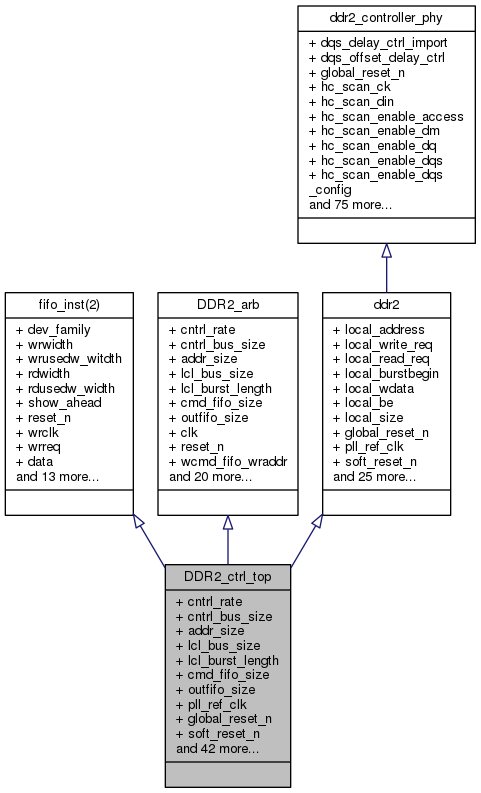 ddr2_controller_phy
+ dqs_delay_ctrl_import
+ dqs_offset_delay_ctrl
+ global_reset_n
+ hc_scan_ck
+ hc_scan_din
+ hc_scan_enable_access
+ hc_scan_enable_dm
+ hc_scan_enable_dq
+ hc_scan_enable_dqs
+ hc_scan_enable_dqs
_config
and 75 more...
fifo_inst(2)
+ dev_family
+ wrwidth
+ wrusedw_witdth
+ rdwidth
+ rdusedw_width
+ show_ahead
+ reset_n
+ wrclk
+ wrreq
+ data
and 13 more...
DDR2_arb
+ cntrl_rate
+ cntrl_bus_size
+ addr_size
+ lcl_bus_size
+ lcl_burst_length
+ cmd_fifo_size
+ outfifo_size
+ clk
+ reset_n
+ wcmd_fifo_wraddr
and 20 more...
ddr2
+ local_address
+ local_write_req
+ local_read_req
+ local_burstbegin
+ local_wdata
+ local_be
+ local_size
+ global_reset_n
+ pll_ref_clk
+ soft_reset_n
and 25 more...
DDR2_ctrl_top
+ cntrl_rate
+ cntrl_bus_size
+ addr_size
+ lcl_bus_size
+ lcl_burst_length
+ cmd_fifo_size
+ outfifo_size
+ pll_ref_clk
+ global_reset_n
+ soft_reset_n
and 42 more...